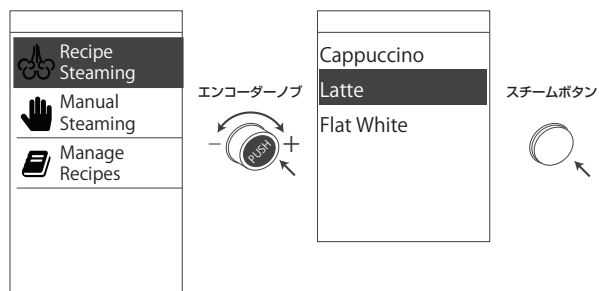 Recipe
Steaming
Manual
Steaming
Manage
Recipes
エンコーダーノブ
− PUSH +
Cappuccino
Latte
Flat White
スチームボタン